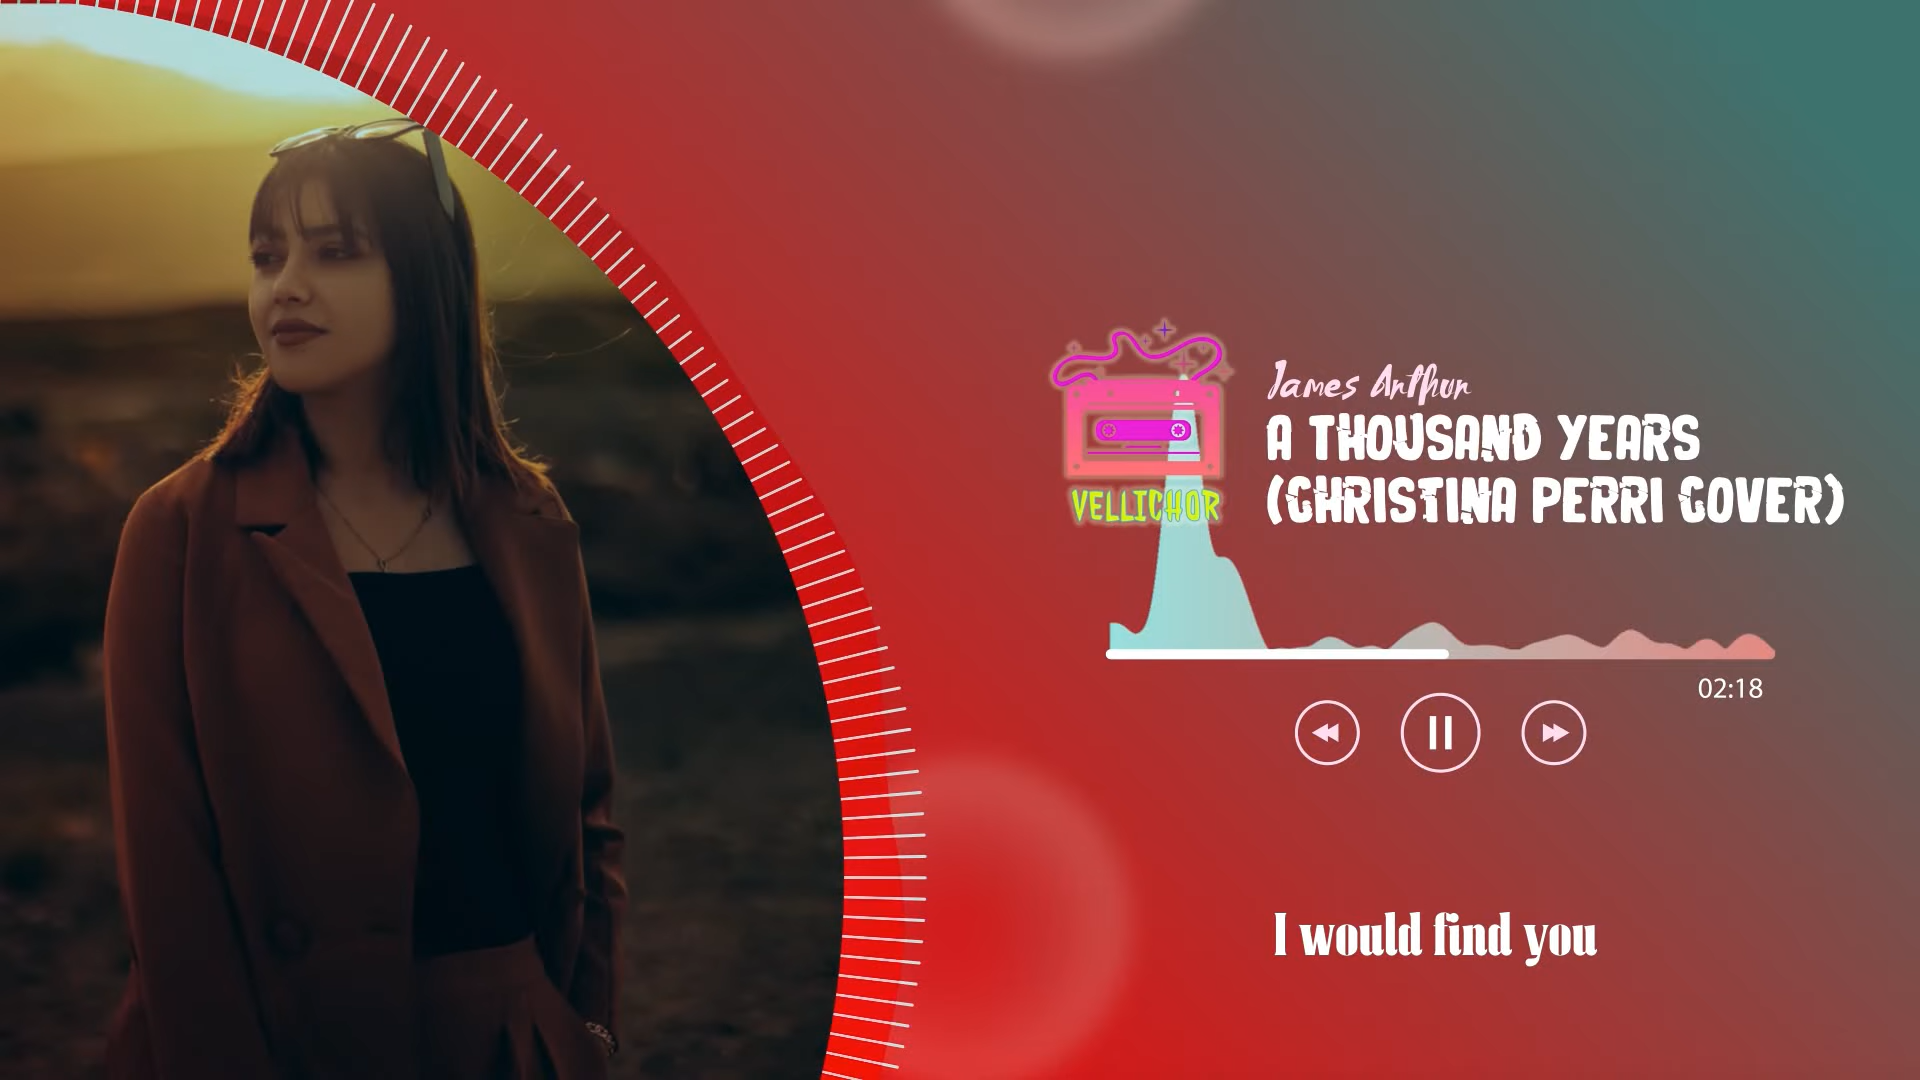 James Arthur
A THOUSAND YEARS
(CHRISTINA PERRI COVER)
VELLICHOR
02:18
I would find you